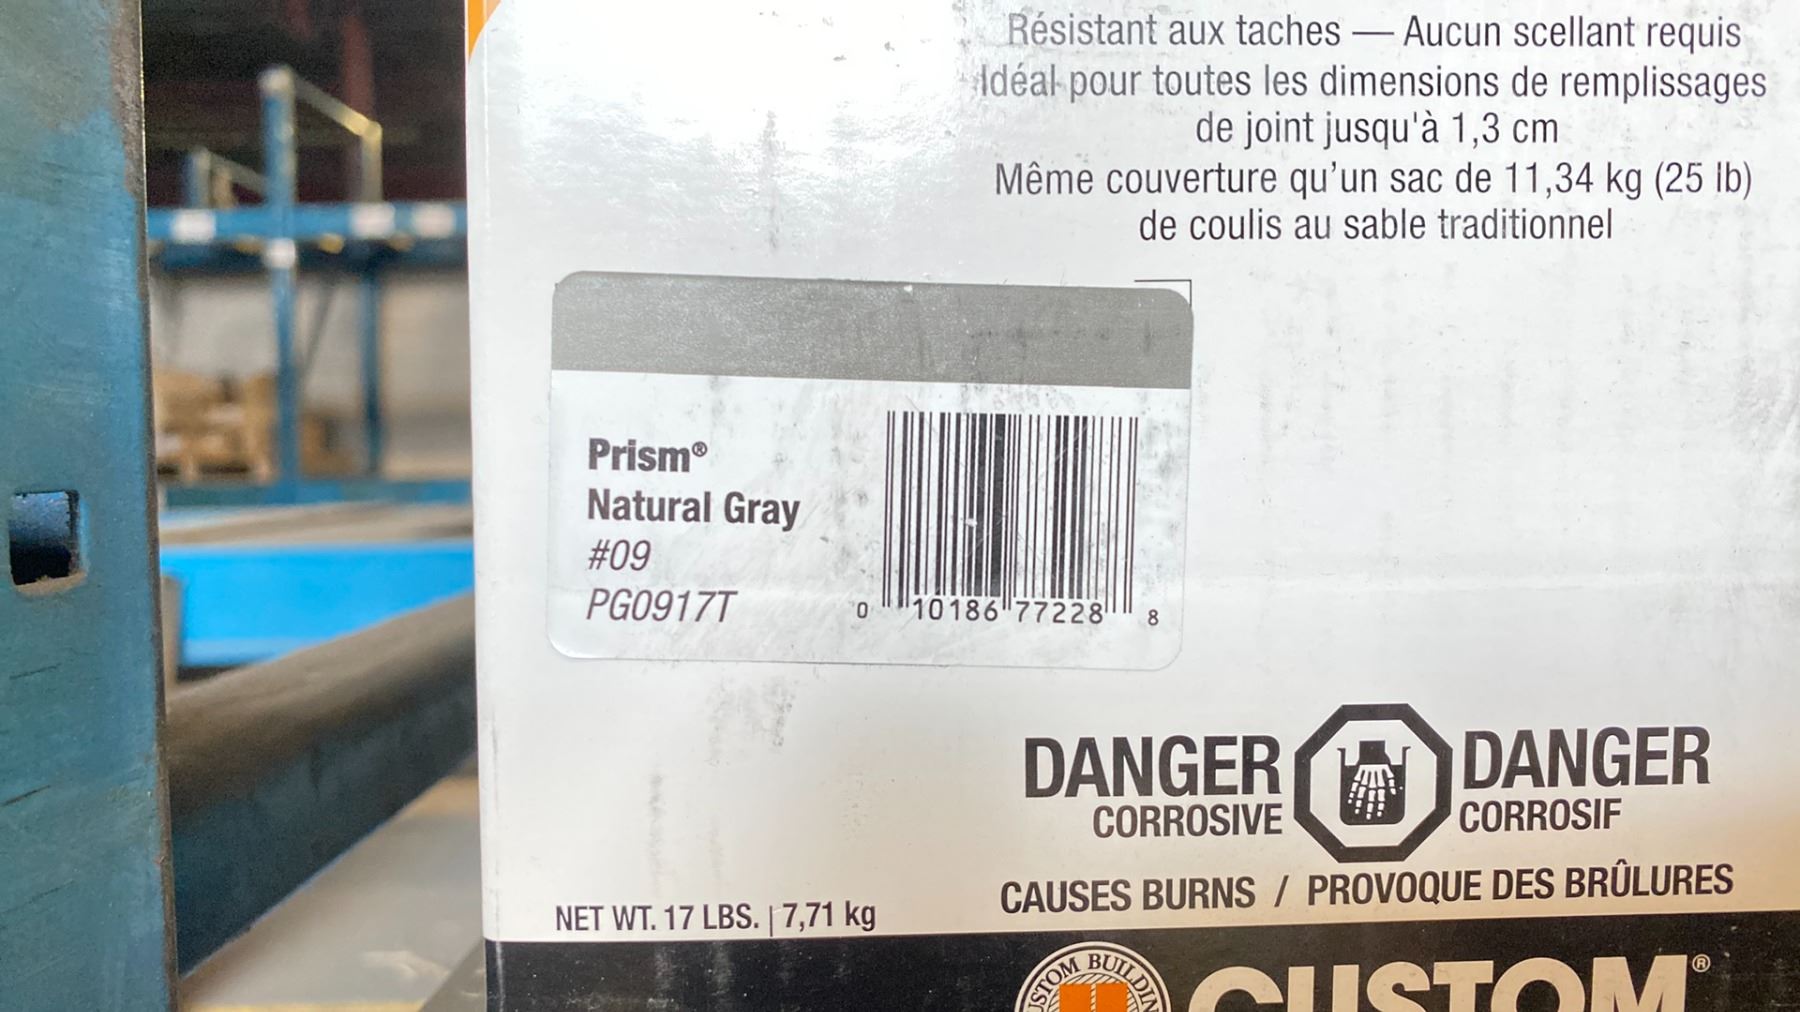 Résistant aux taches — Aucun scellant requis
Idéal pour toutes les dimensions de remplissages
de joint jusqu'à 1,3 cm
Même couverture qu'un sac de 11,34 kg (25 lb)
de coulis au sable traditionnel
Prism®
Natural Gray
#09
PG0917T
0 10186 77228 8
DANGER DANGER
CORROSIVE CORROSIF
CAUSES BURNS / PROVOQUE DES BRÛLURES
NET WT. 17 LBS. | 7,71 kg
CUSTOM®